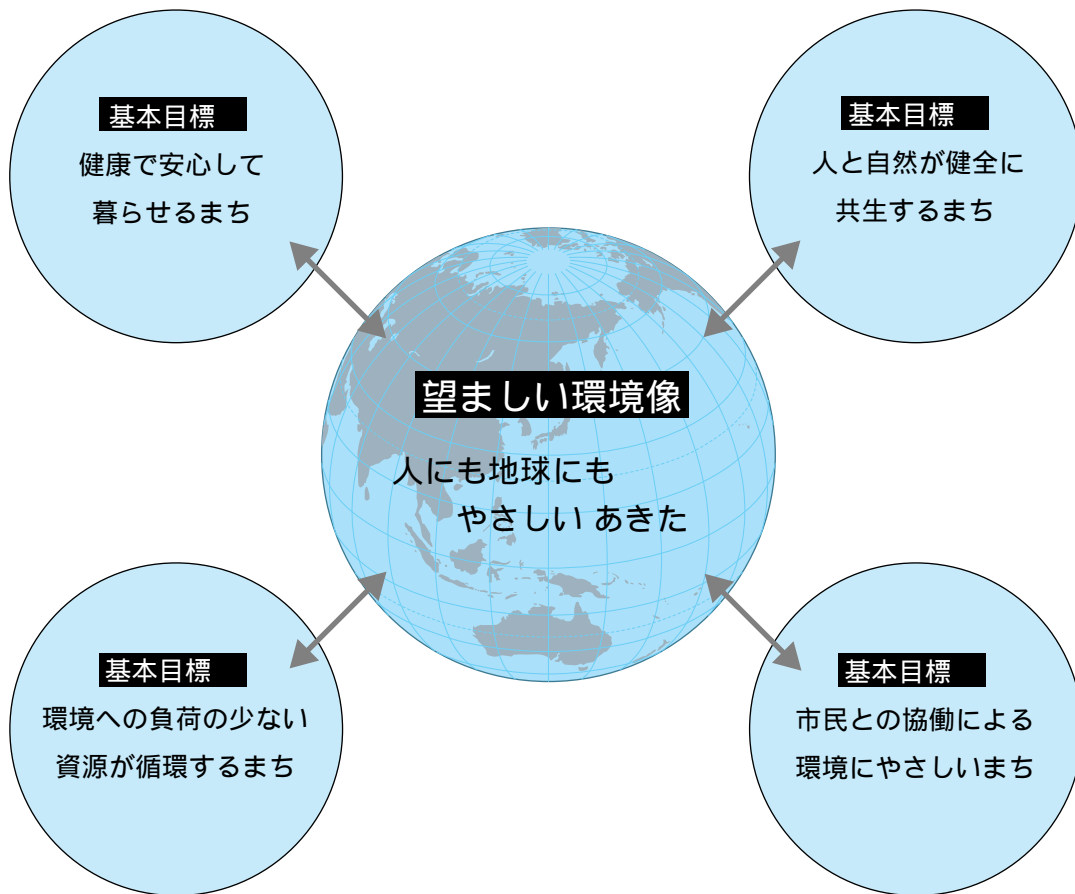 基本目標
健康で安心して
暮らせるまち
基本目標
人と自然が健全に
共生するまち
望ましい環境像
人にも地球にも
やさしい あきた
基本目標
環境への負荷の少ない
資源が循環するまち
基本目標
市民との協働による
環境にやさしいまち